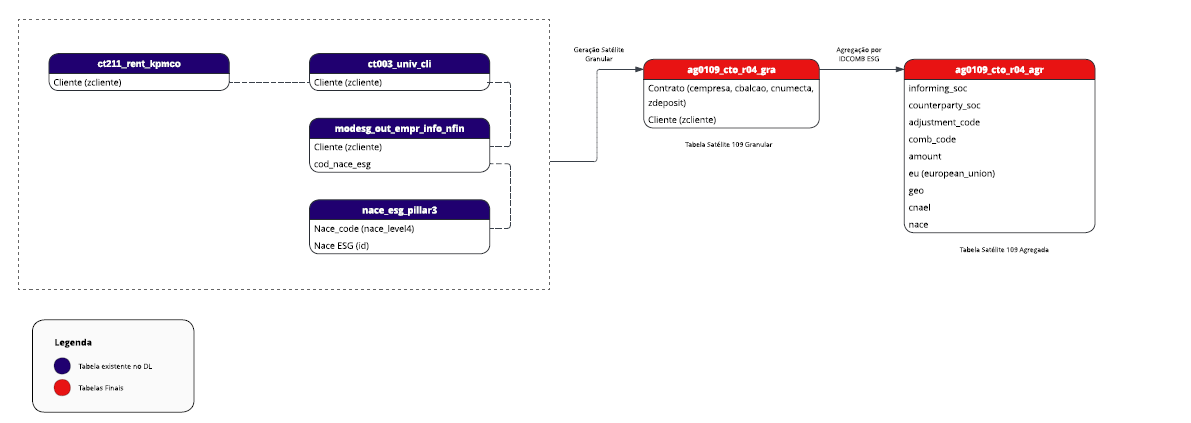 ct211_rent_kpmco
Cliente (zcliente)
ct003_univ_cli
Cliente (zcliente)
modesg_out_empr_info_nfin
Cliente (zcliente)
cod_nace_esg
nace_esg_pillar3
Nace_code (nace_level4)
Nace ESG (id)
Geração Satélite
Granular
ag0109_cto_r04_gra
Contrato (cempresa, cbalcao, cnumecta,
zdeposit)
Cliente (zcliente)
Tabela Satélite 109 Granular
Agregação por
IDCOMB ESG
ag0109_cto_r04_agr
informing_soc
counterparty_soc
adjustment_code
comb_code
amount
eu (european_union)
geo
cnael
nace
Tabela Satélite 109 Agregada
Legenda
Tabela existente no DL
Tabelas Finais